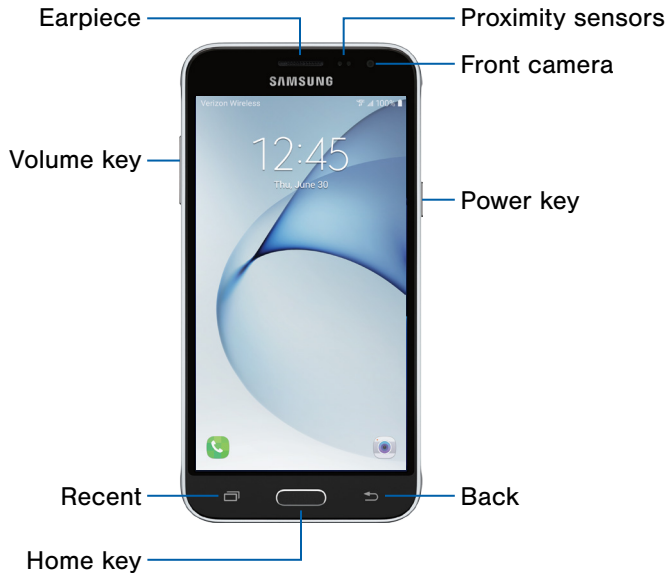 Earpiece
Proximity sensors
Front camera
SAMSUNG
Verizon Wireless
100%
12:45
Thu, June 30
Volume key
Power key
Recent
Back
Home key